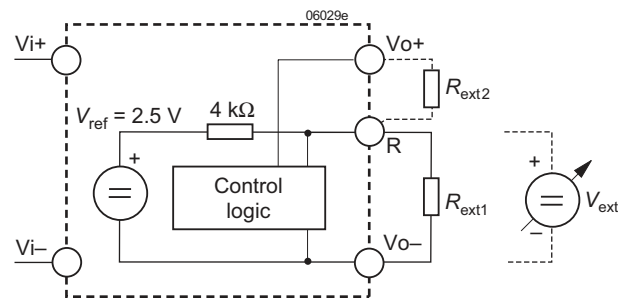 06029e
Vi+
Vo+
Rext2
Vref = 2.5 V
4 kΩ
R
+
Control
logic
Rext1
+
Vext
–
Vi–
Vo–